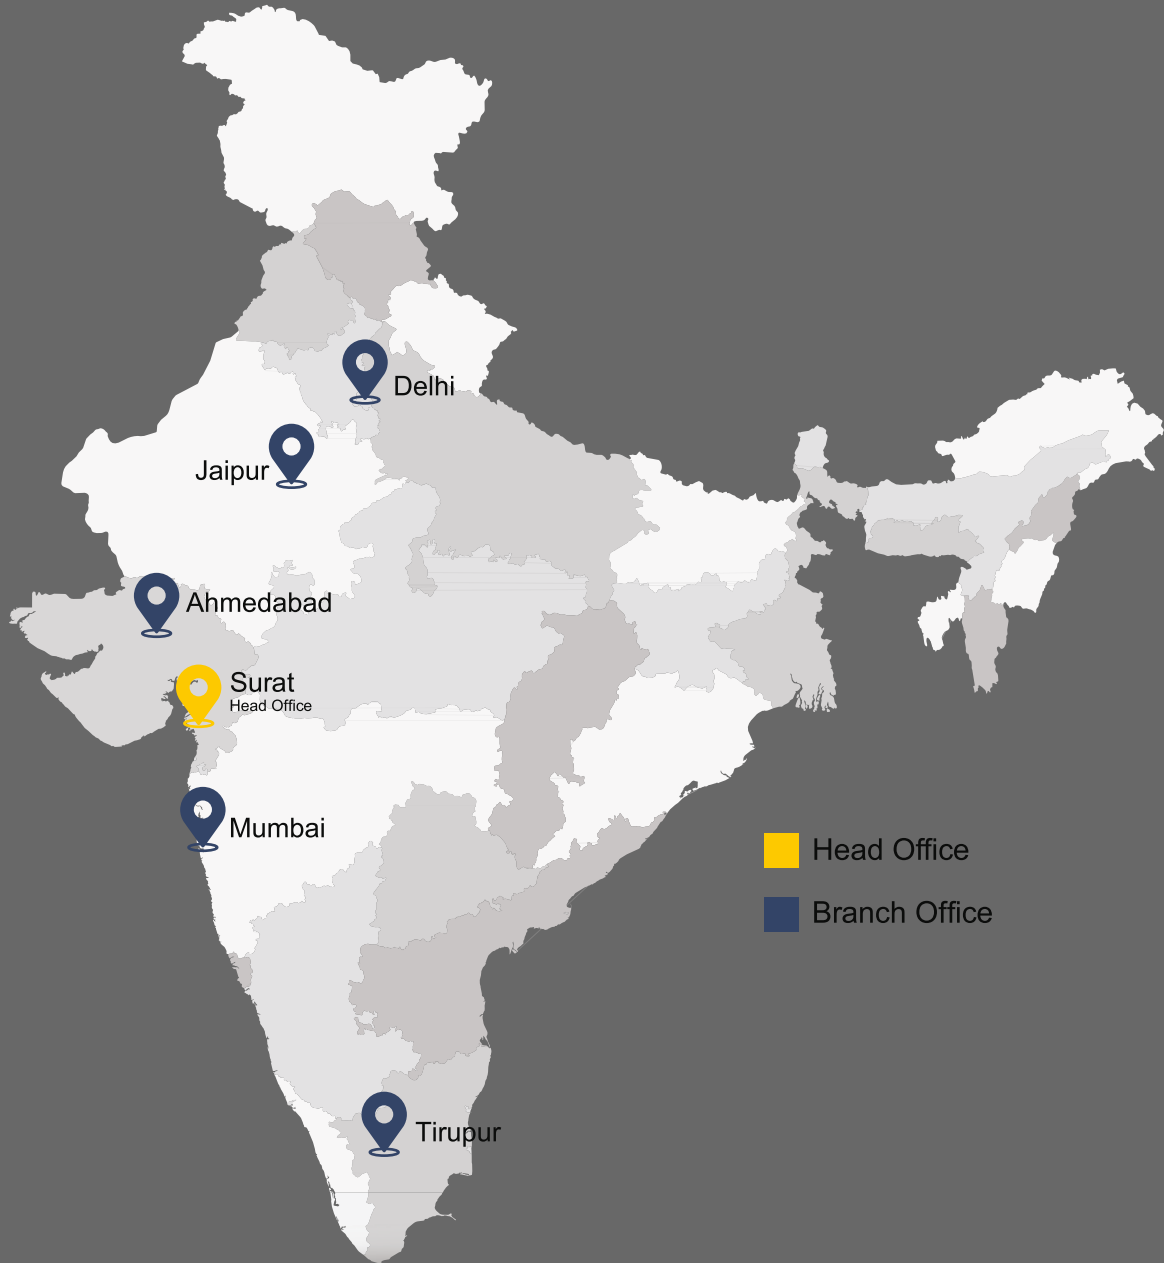 Delhi
Jaipur
Ahmedabad
Surat
Head Office
Mumbai
Head Office
Branch Office
Tirupur